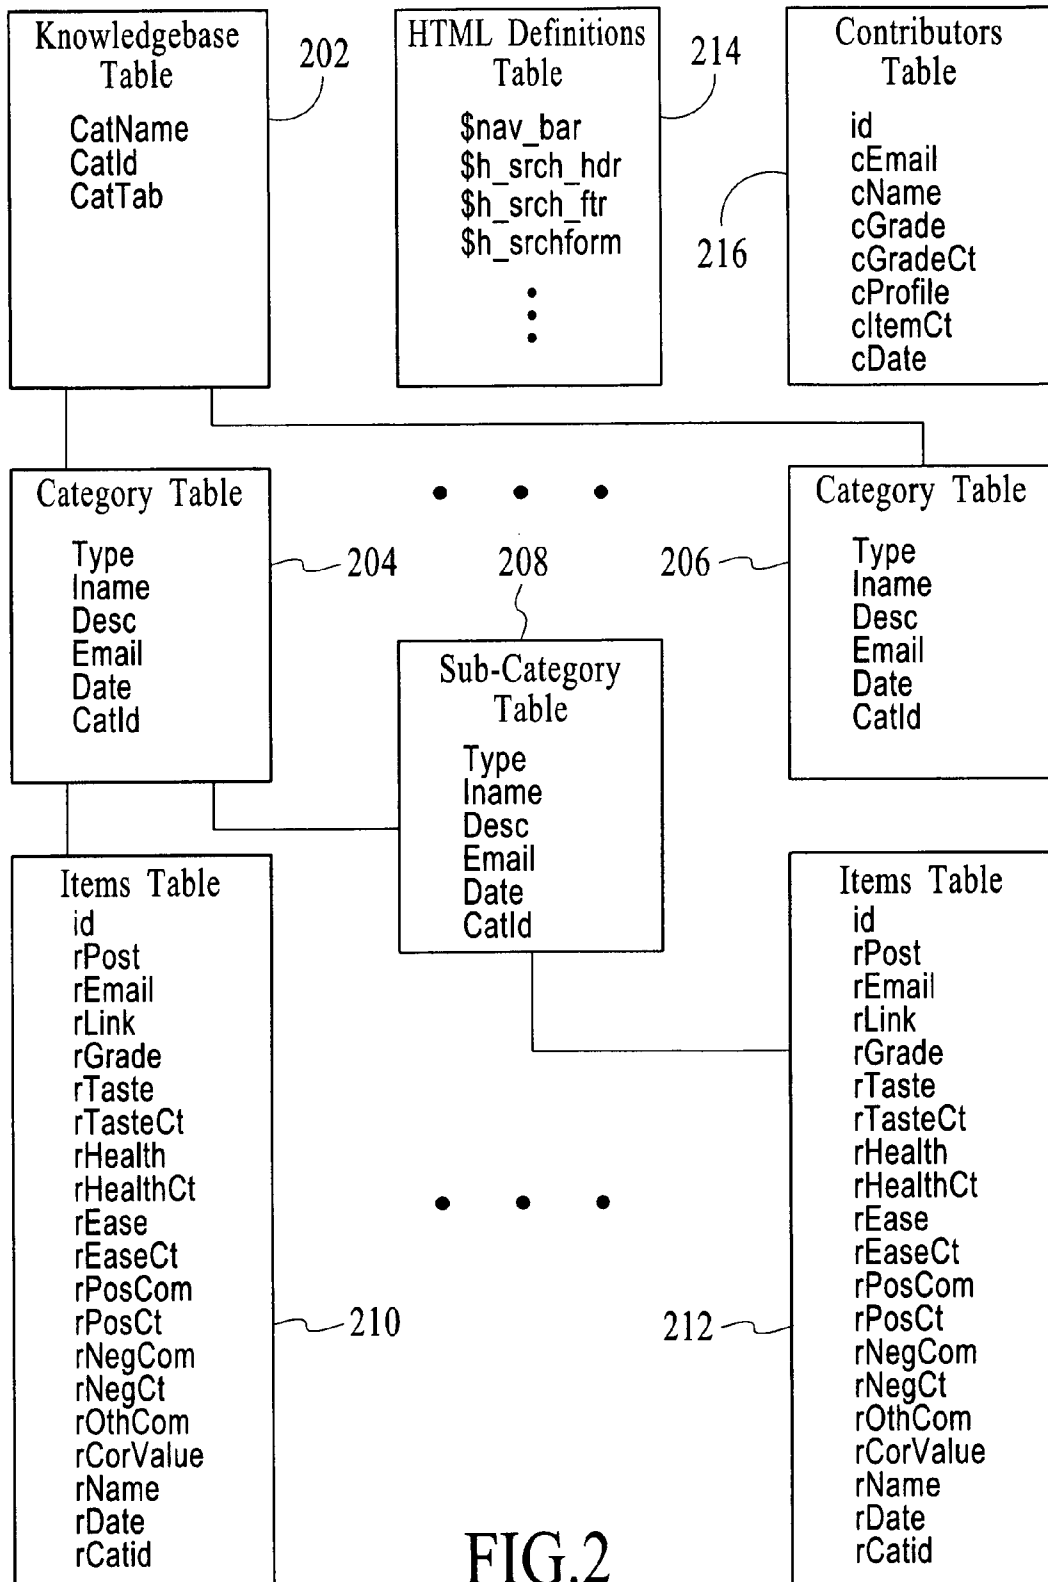 Knowledgebase
Table
CatName
CatId
CatTab
202
HTML Definitions
Table
$nav_bar
$h_srch_hdr
$h_srch_ftr
$h_srchform
214
Contributors
Table
id
cEmail
cName
cGrade
cGradeCt
cProfile
cItemCt
cDate
216
Category Table
Type
Iname
Desc
Email
Date
CatId
204
208
Sub-Category
Table
Type
Iname
Desc
Email
Date
CatId
206
Category Table
Type
Iname
Desc
Email
Date
CatId
Items Table
id
rPost
rEmail
rLink
rGrade
rTaste
rTasteCt
rHealth
rHealthCt
rEase
rEaseCt
rPosCom
rPosCt
rNegCom
rNegCt
rOthCom
rCorValue
rName
rDate
rCatid
210
212
Items Table
id
rPost
rEmail
rLink
rGrade
rTaste
rTasteCt
rHealth
rHealthCt
rEase
rEaseCt
rPosCom
rPosCt
rNegCom
rNegCt
rOthCom
rCorValue
rName
rDate
rCatid
FIG.2